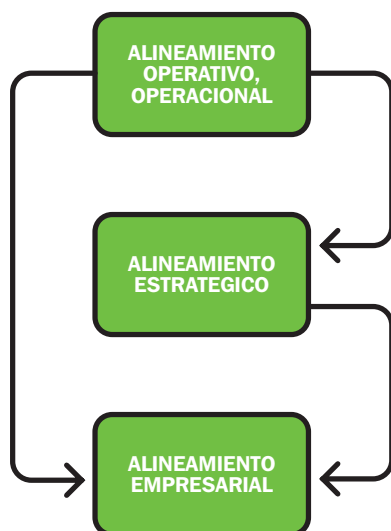 ALINEAMIENTO
OPERATIVO,
OPERACIONAL
ALINEAMIENTO
ESTRATEGICO
ALINEAMIENTO
EMPRESARIAL